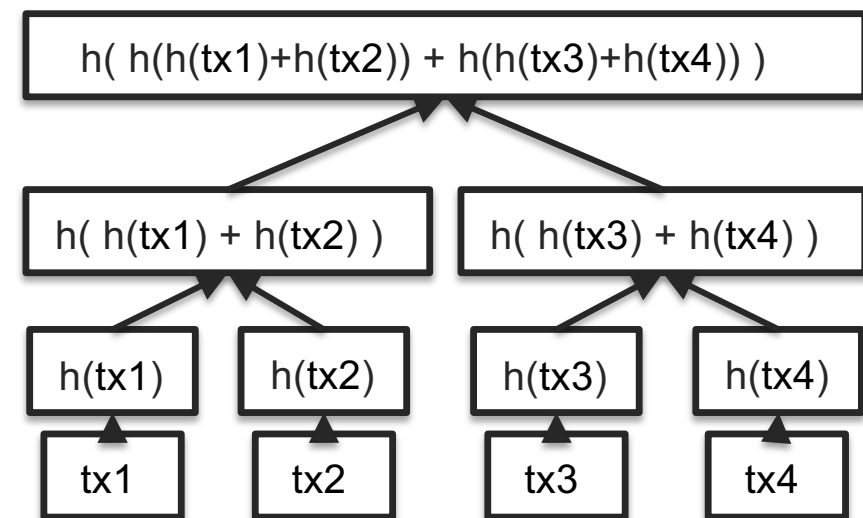 h( h(h(tx1)+h(tx2)) + h(h(tx3)+h(tx4)) )
h( h(tx1) + h(tx2) )
h( h(tx3) + h(tx4) )
h(tx1)
h(tx2)
h(tx3)
h(tx4)
tx1
tx2
tx3
tx4